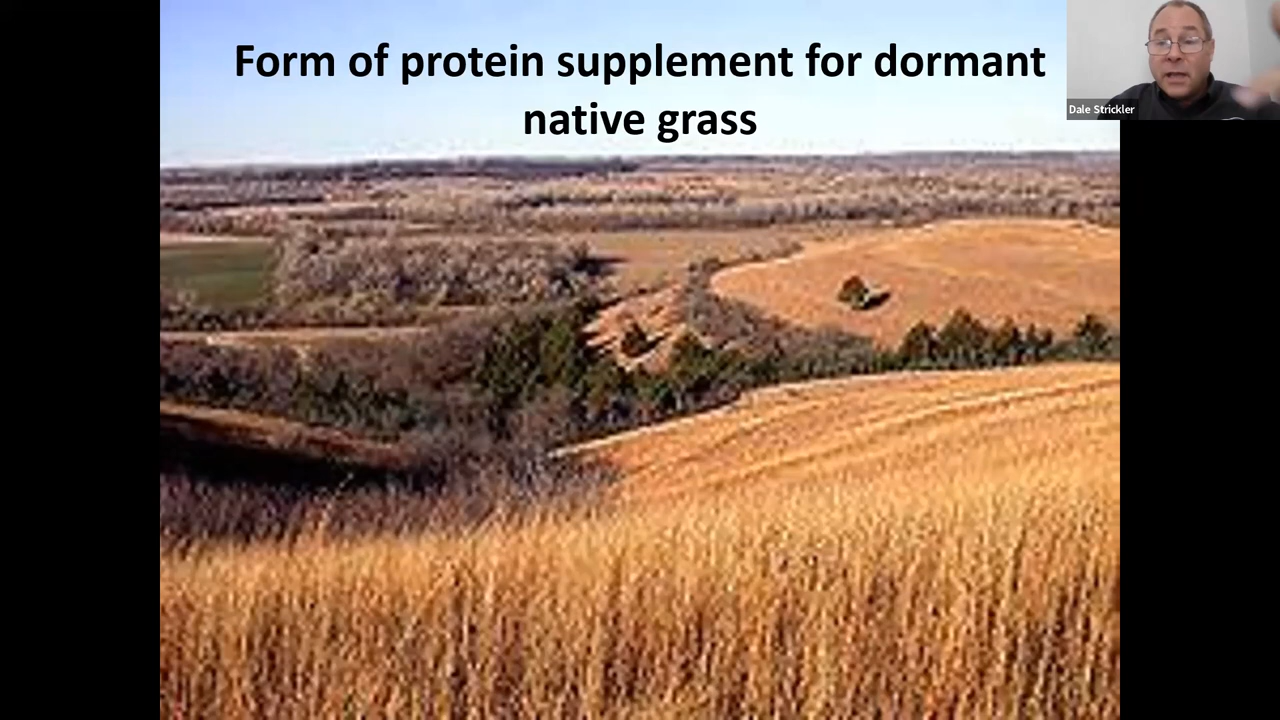 Form of protein supplement for dormant
native grass
Dale Strickler